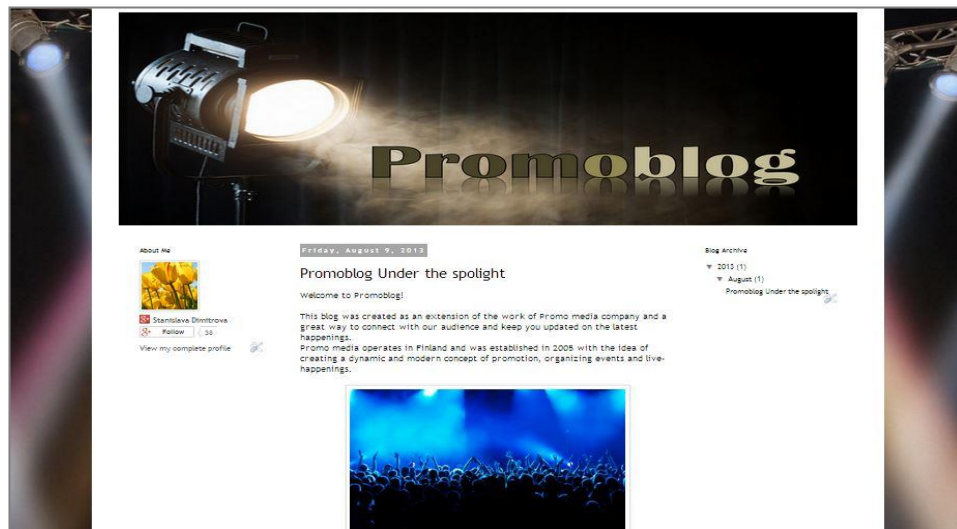 Promoblog
About Me
Stanislava Dimitrova
Follow
38
View my complete profile
Friday, August 9, 2013
Promoblog Under the spolight
Welcome to Promoblog!
This blog was created as an extension of the work of Promo media company and a
great way to connect with our audience and keep you updated on the latest
happenings.
Promo media operates in Finland and was established in 2005 with the idea of
creating a dynamic and modern concept of promotion, organizing events and live-
happenings.
Blog Archive
▼ 2013 (1)
▼ August (1)
Promoblog Under the spolight